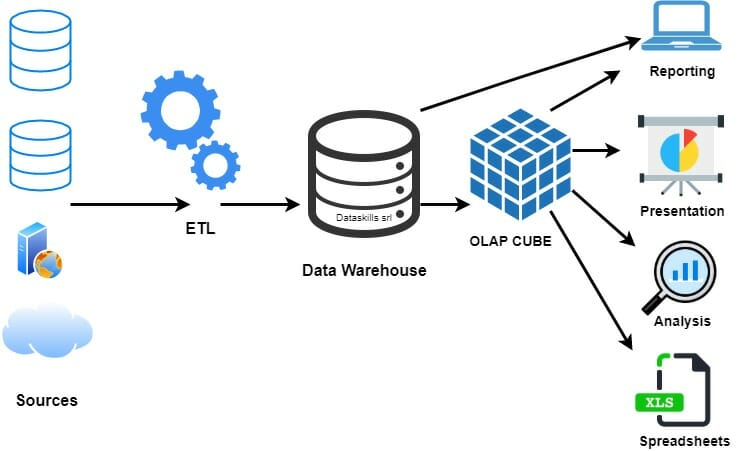 Sources
ETL
Dataskills srl
Data Warehouse
OLAP CUBE
Reporting
Presentation
Analysis
XLS
Spreadsheets